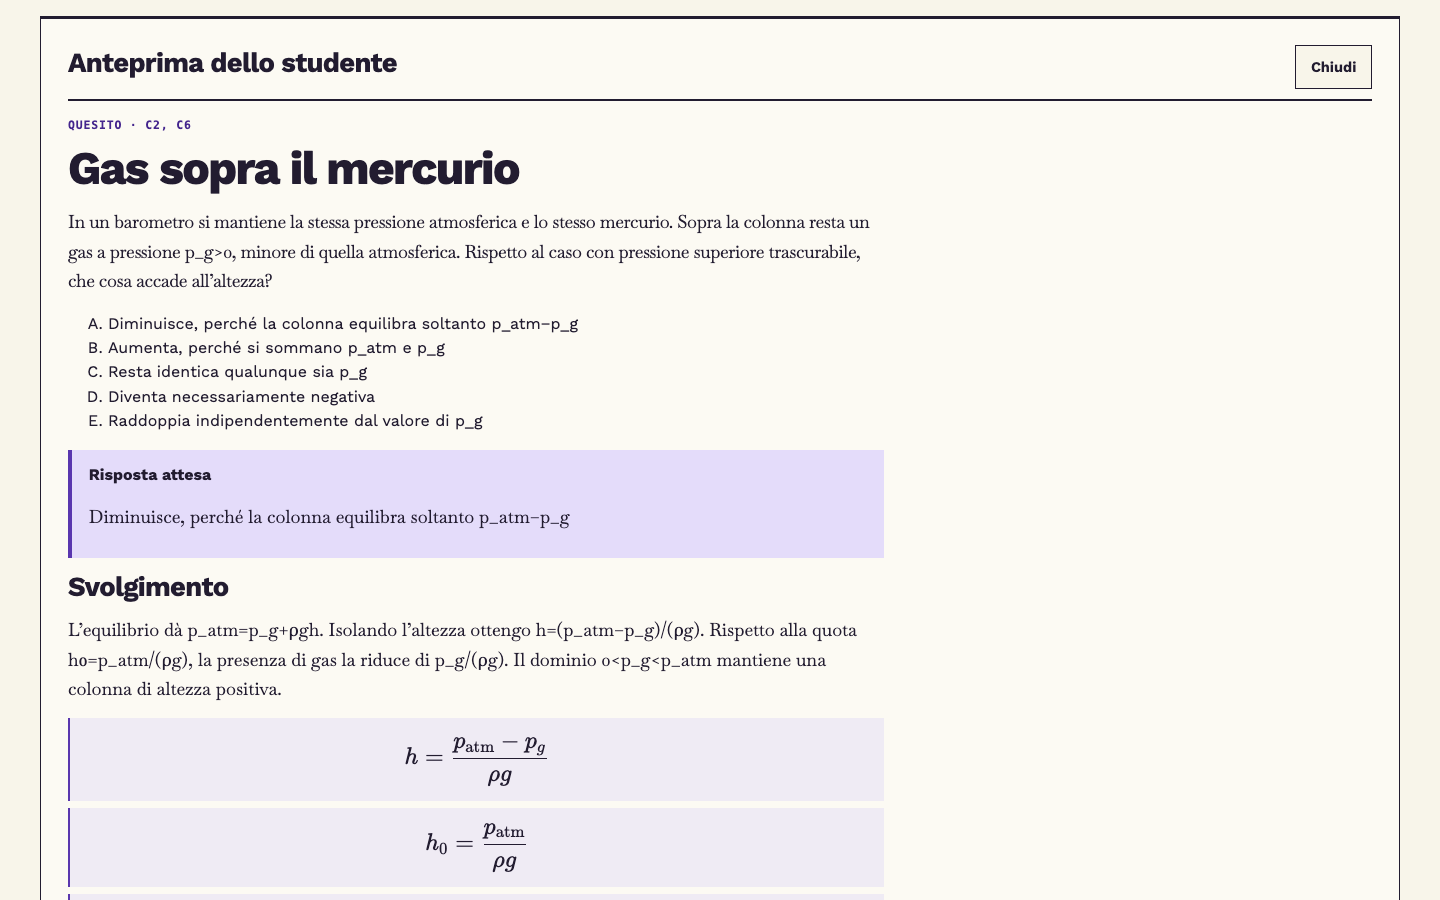 Anteprima dello studente
Chiudi
QUESITO · C2, C6
Gas sopra il mercurio
In un barometro si mantiene la stessa pressione atmosferica e lo stesso mercurio. Sopra la colonna resta un
gas a pressione p_g>0, minore di quella atmosferica. Rispetto al caso con pressione superiore trascurabile,
che cosa accade all’altezza?
A. Diminuisce, perché la colonna equilibra soltanto p_atm−p_g
B. Aumenta, perché si sommano p_atm e p_g
C. Resta identica qualunque sia p_g
D. Diventa necessariamente negativa
E. Raddoppia indipendentemente dal valore di p_g
Risposta attesa
Diminuisce, perché la colonna equilibra soltanto p_atm−p_g
Svolgimento
L’equilibrio dà p_atm=p_g+ρgh. Isolando l’altezza ottengo h=(p_atm−p_g)/(ρg). Rispetto alla quota
h0=p_atm/(ρg), la presenza di gas la riduce di p_g/(ρg). Il dominio 0<p_g<p_atm mantiene una
colonna di altezza positiva.
h = (p_atm − p_g)/(ρg)
h₀ = p_atm/(ρg)